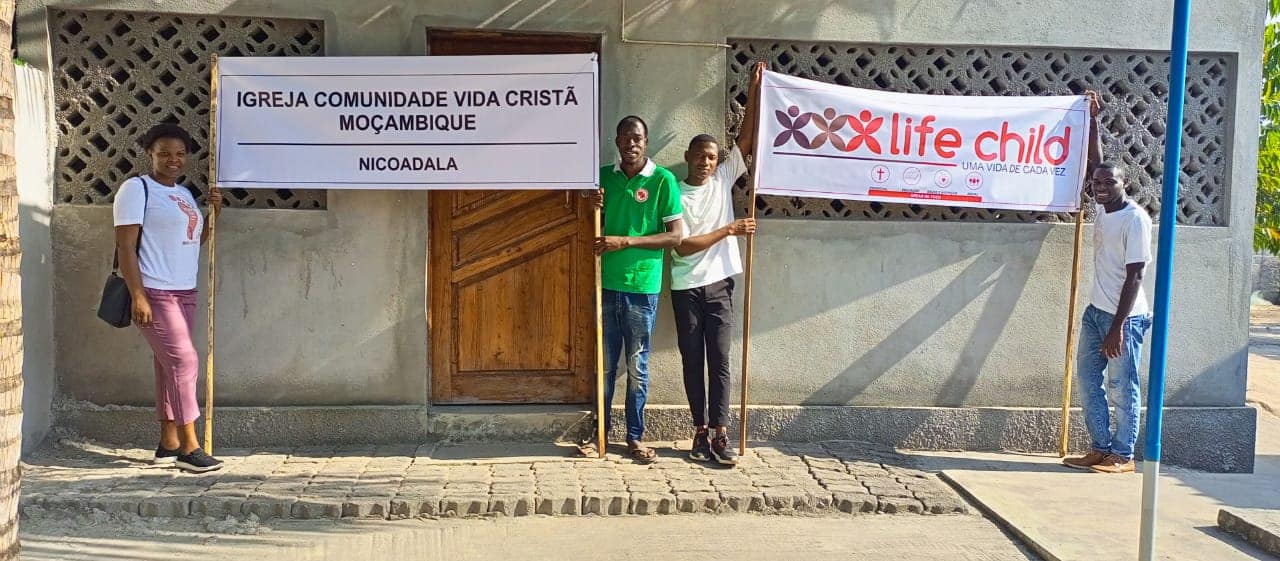 IGREJA COMUNIDADE VIDA CRISTÃ
MOÇAMBIQUE
NICOADALA
life child
UMA VIDA DE CADA VEZ